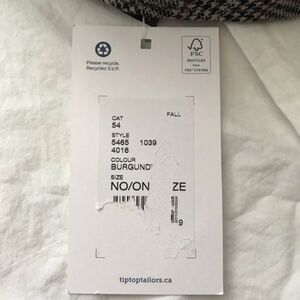 Please recycle.
Recyclez S.V.P.
FSC
RECYCLED
CAT
FALL
54
STYLE
5465 1039
4016
COLOUR
BURGUND
SIZE
NO/ON ZE
9
tiptoptailors.ca